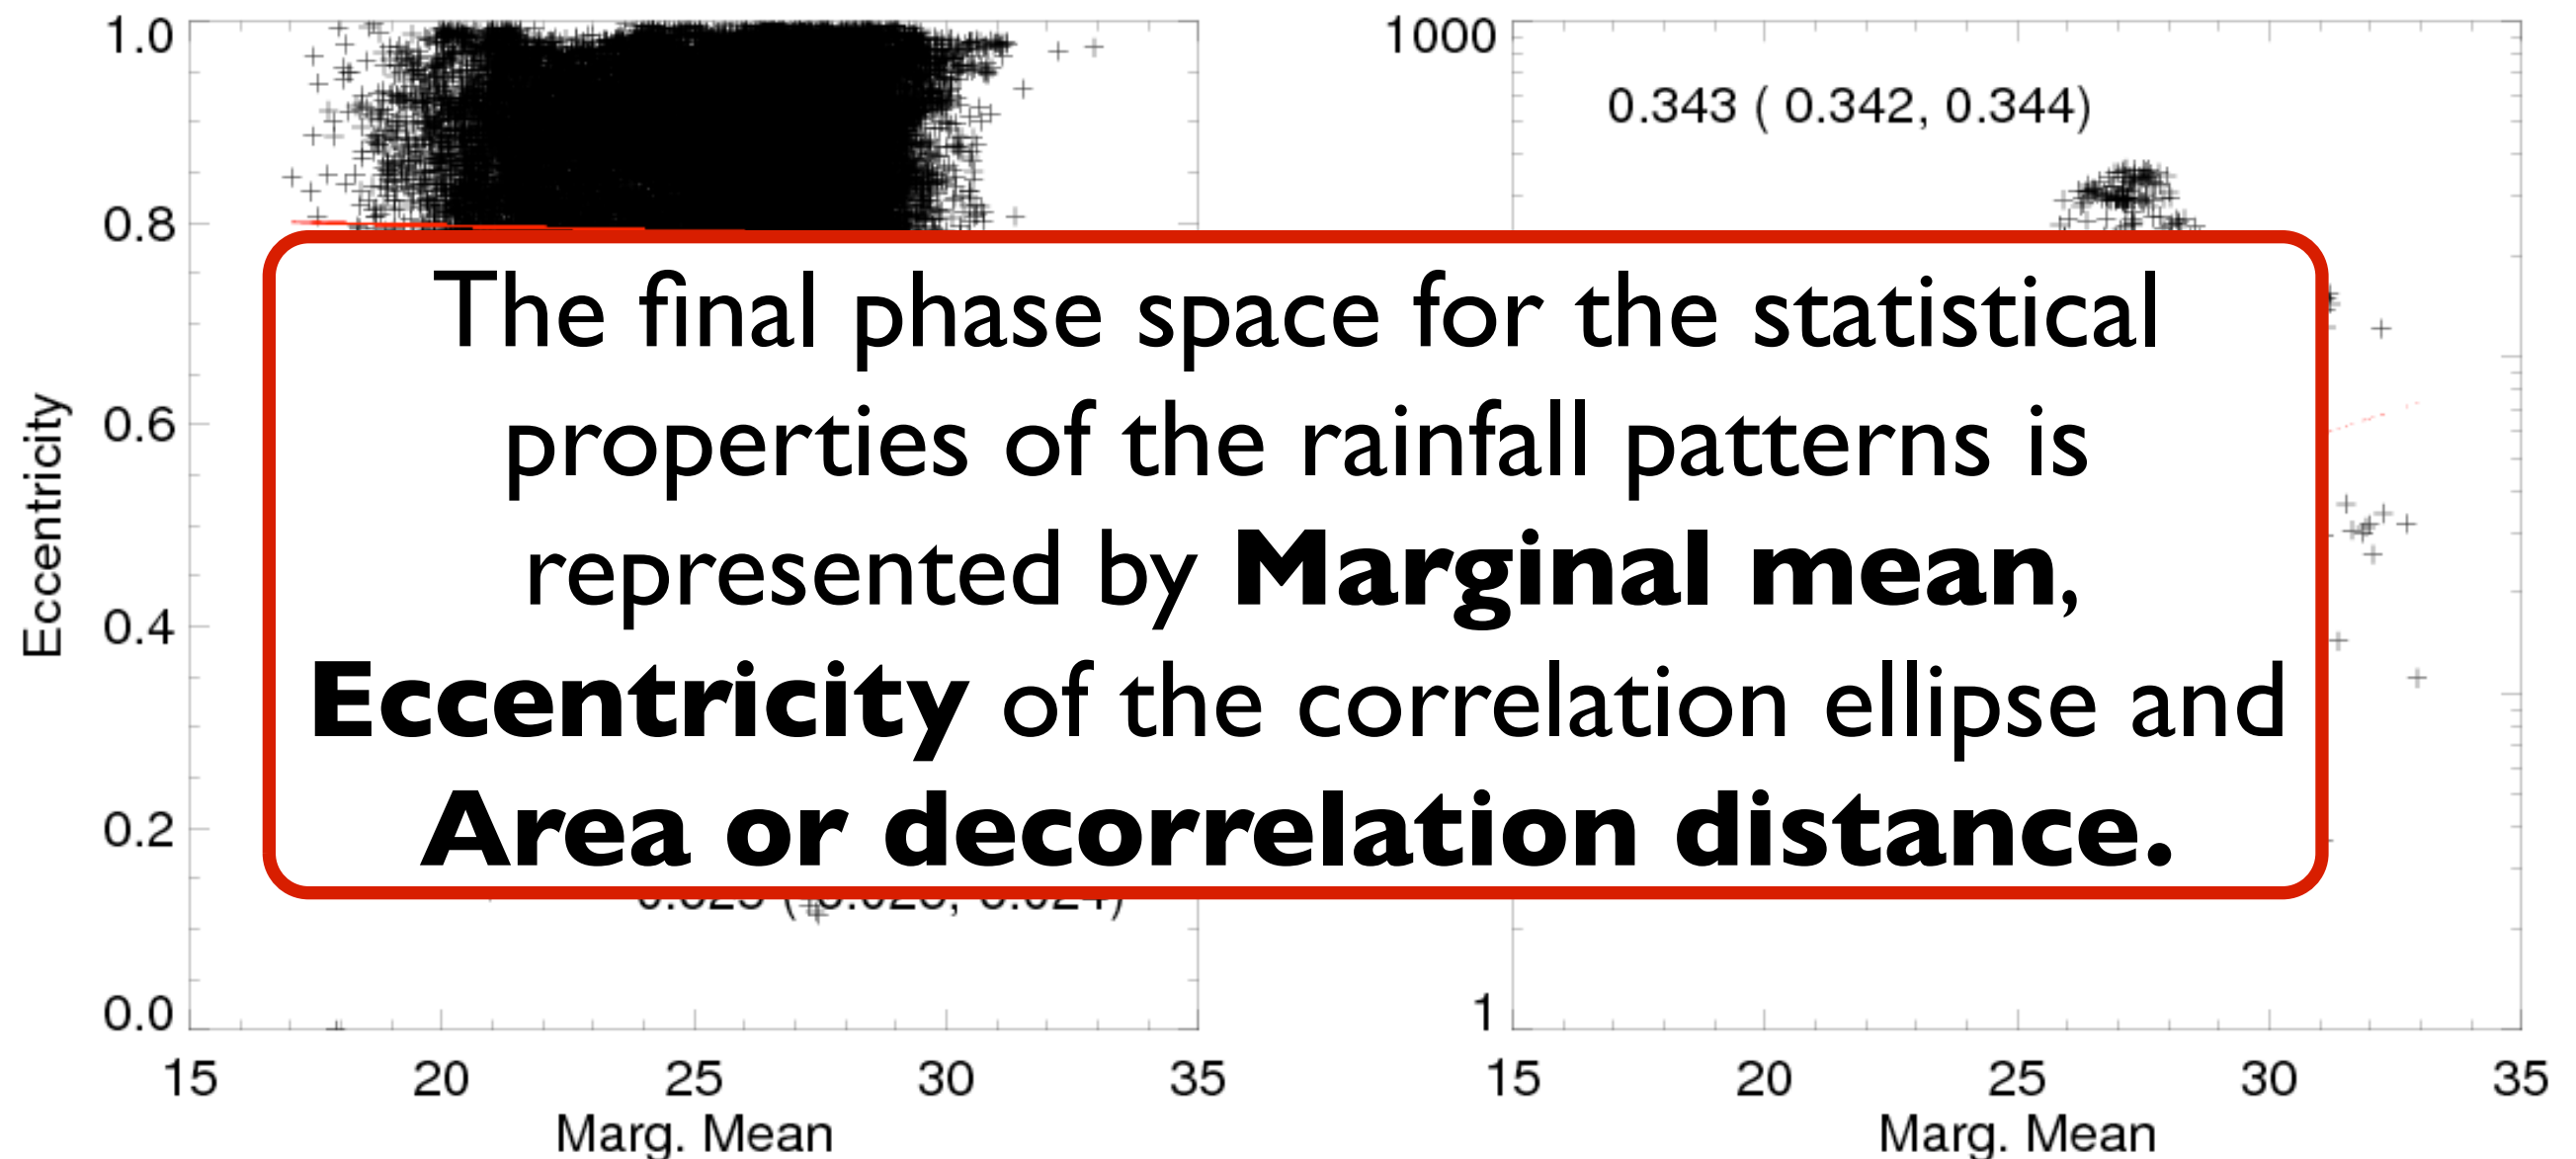 1.0
0.8
0.6
0.4
0.2
0.0
Eccentricity
15 20 25 30 35
Marg. Mean
1000
0.343 ( 0.342, 0.344)
1
15 20 25 30 35
Marg. Mean
The final phase space for the statistical
properties of the rainfall patterns is
represented by Marginal mean,
Eccentricity of the correlation ellipse and
Area or decorrelation distance.